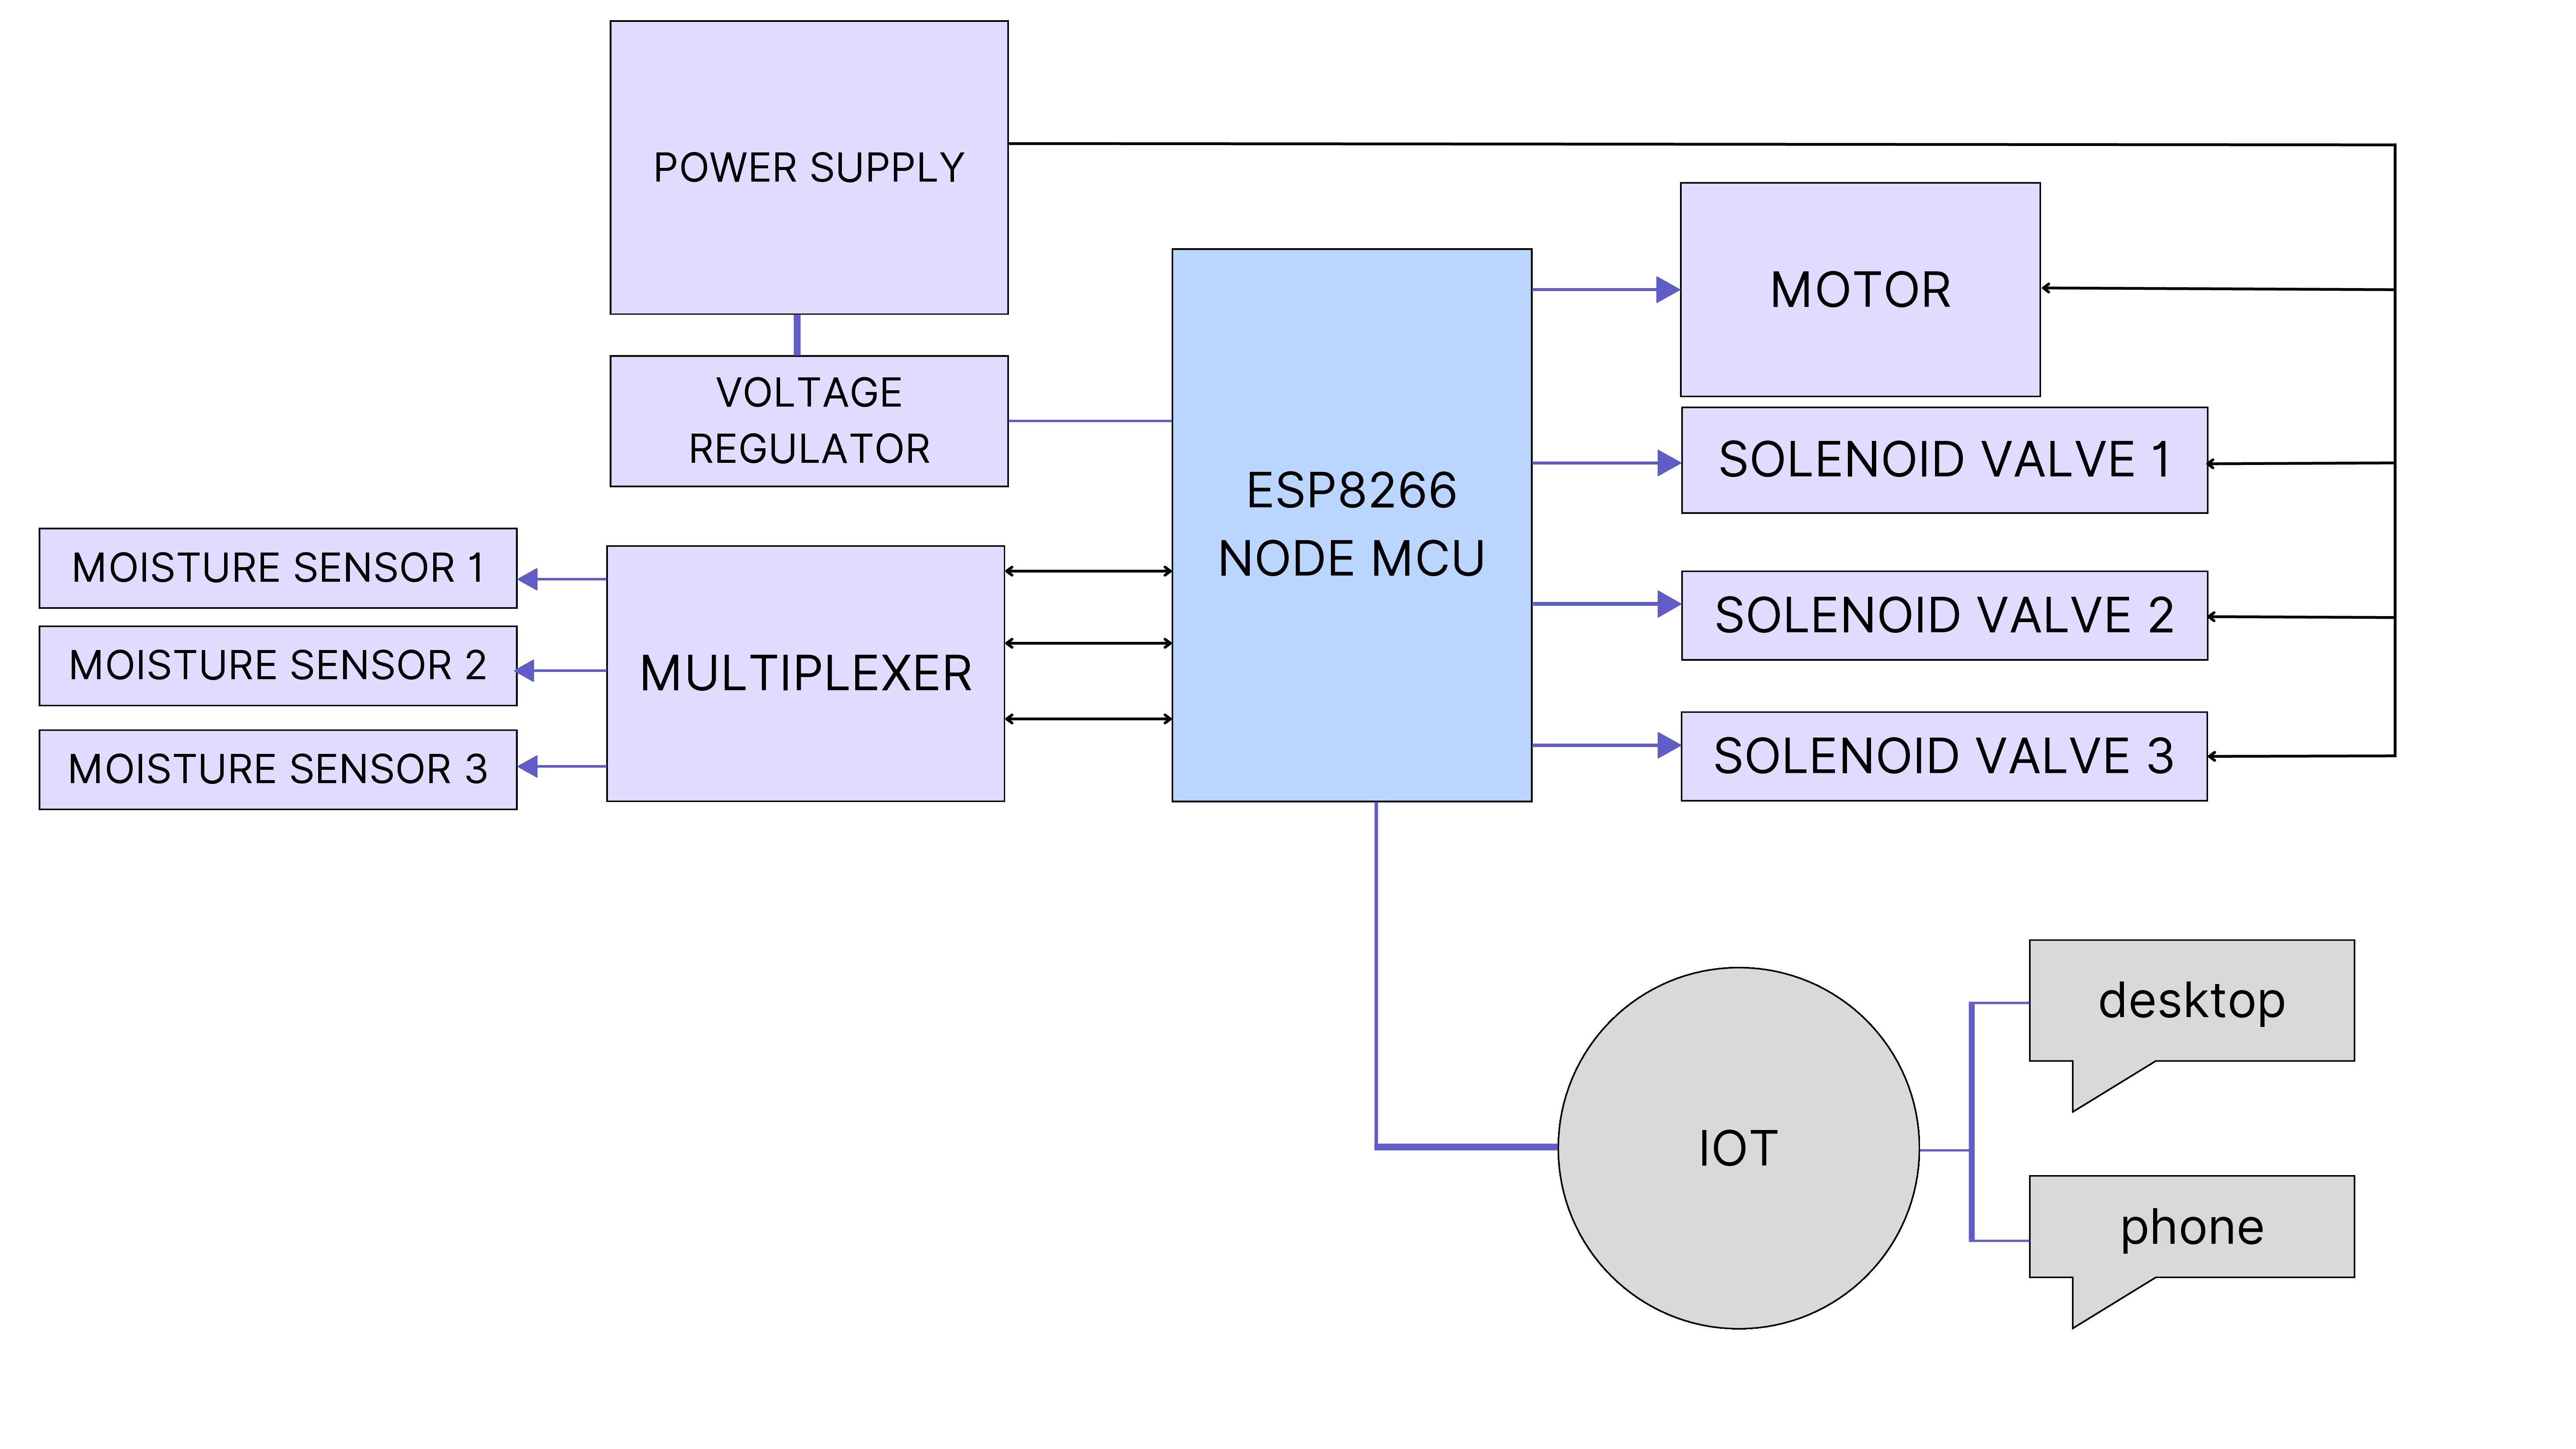 POWER SUPPLY
MOTOR
VOLTAGE
REGULATOR
SOLENOID VALVE 1
ESP8266
NODE MCU
MOISTURE SENSOR 1
SOLENOID VALVE 2
MOISTURE SENSOR 2
MULTIPLEXER
MOISTURE SENSOR 3
SOLENOID VALVE 3
desktop
IOT
phone